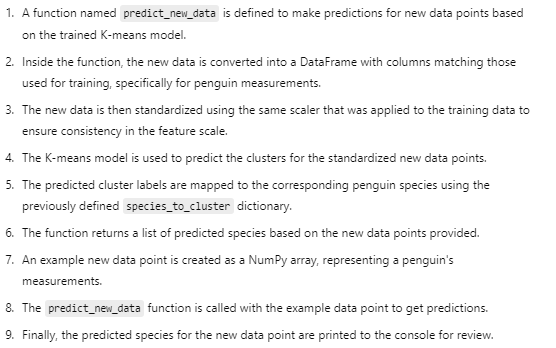 1. A function named predict_new_data is defined to make predictions for new data points based
on the trained K-means model.
2. Inside the function, the new data is converted into a DataFrame with columns matching those
used for training, specifically for penguin measurements.
3. The new data is then standardized using the same scaler that was applied to the training data to
ensure consistency in the feature scale.
4. The K-means model is used to predict the clusters for the standardized new data points.
5. The predicted cluster labels are mapped to the corresponding penguin species using the
previously defined species_to_cluster dictionary.
6. The function returns a list of predicted species based on the new data points provided.
7. An example new data point is created as a NumPy array, representing a penguin's
measurements.
8. The predict_new_data function is called with the example data point to get predictions.
9. Finally, the predicted species for the new data point are printed to the console for review.